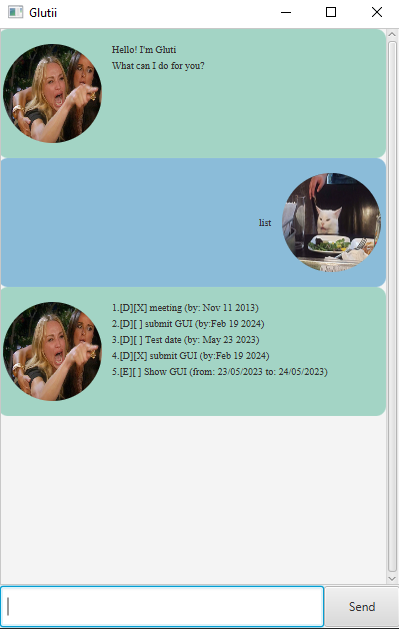 Glutii
Hello! I'm Gluti
What can I do for you?
list
1.[D][X] meeting (by: Nov 11 2013)
2.[D][ ] submit GUI (by:Feb 19 2024)
3.[D][ ] Test date (by: May 23 2023)
4.[D][X] submit GUI (by:Feb 19 2024)
5.[E][ ] Show GUI (from: 23/05/2023 to: 24/05/2023)
Send